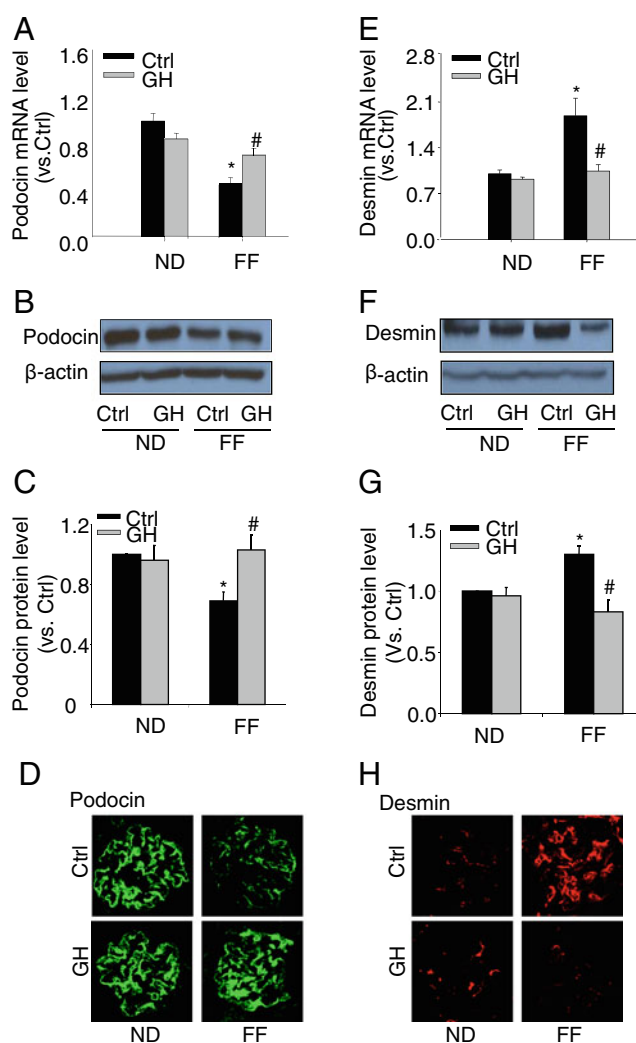 A
Podocin mRNA level
(vs.Ctrl)
1.6
1.2
0.8
0.4
0.0
Ctrl
GH
*
#
ND
FF
B
Podocin
β-actin
Ctrl GH Ctrl GH
ND FF
C
Podocin protein level
(vs. Ctrl)
1.2
0.8
0.4
0
Ctrl
GH
*
#
ND
FF
D
Podocin
Ctrl
GH
ND
FF
E
Desmin mRNA level
(vs.Ctrl)
2.8
2.1
1.4
0.7
0.0
Ctrl
GH
*
#
ND
FF
F
Desmin
β-actin
Ctrl GH Ctrl GH
ND FF
G
Desmin protein level
(Vs. Ctrl)
1.5
1.0
0.5
0.0
Ctrl
GH
*
#
ND
FF
H
Desmin
Ctrl
GH
ND
FF